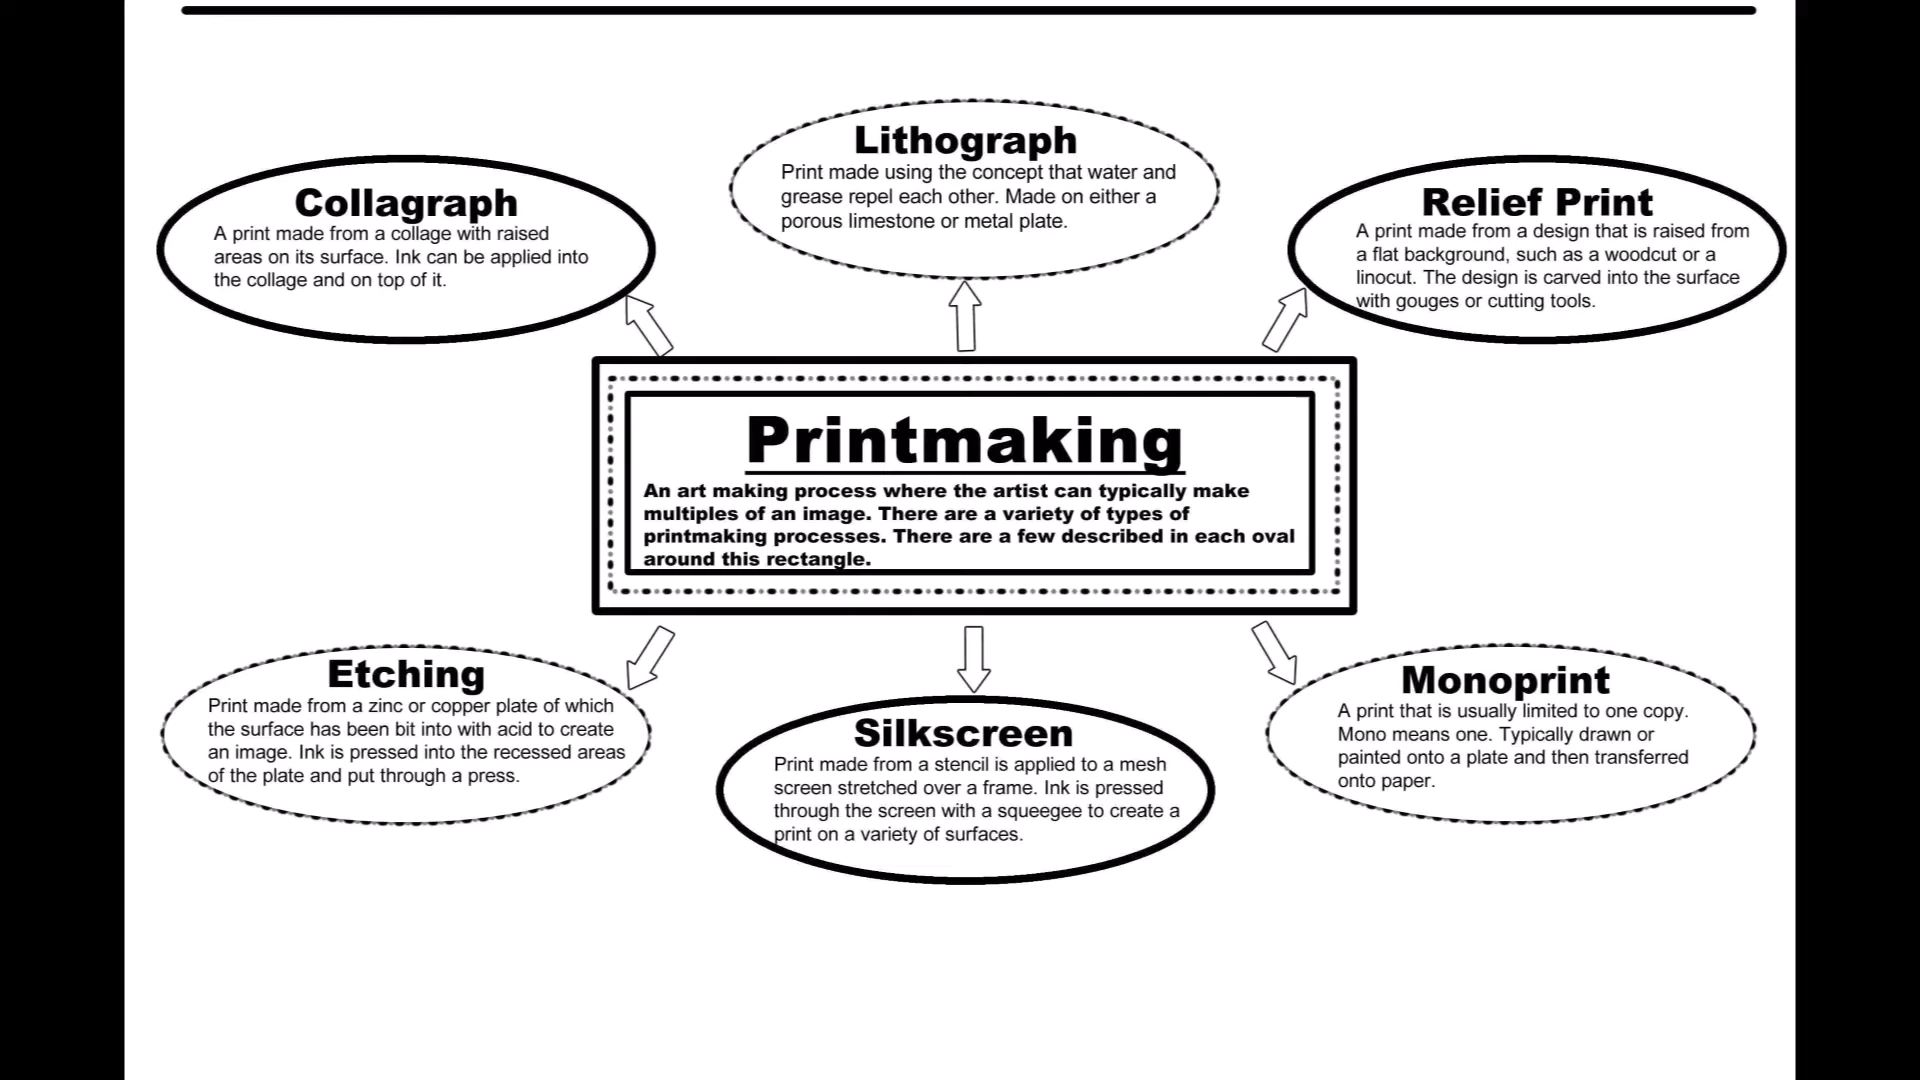 Lithograph
Print made using the concept that water and
grease repel each other. Made on either a
porous limestone or metal plate.
Collagraph
A print made from a collage with raised
areas on its surface. Ink can be applied into
the collage and on top of it.
Relief Print
A print made from a design that is raised from
a flat background, such as a woodcut or a
linocut. The design is carved into the surface
with gouges or cutting tools.
Printmaking
An art making process where the artist can typically make
multiples of an image. There are a variety of types of
printmaking processes. There are a few described in each oval
around this rectangle.
Etching
Print made from a zinc or copper plate of which
the surface has been bit into with acid to create
an image. Ink is pressed into the recessed areas
of the plate and put through a press.
Silkscreen
Print made from a stencil is applied to a mesh
screen stretched over a frame. Ink is pressed
through the screen with a squeegee to create a
print on a variety of surfaces.
Monoprint
A print that is usually limited to one copy.
Mono means one. Typically drawn or
painted onto a plate and then transferred
onto paper.